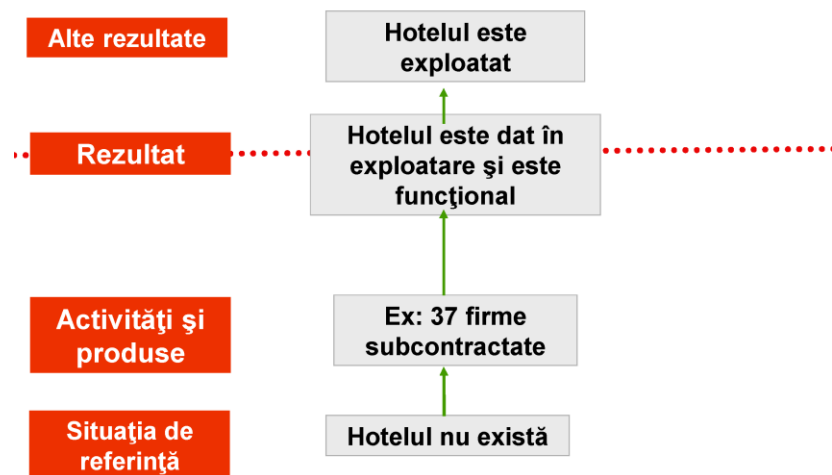 Alte rezultate
Hotelul este
exploatat
Rezultat
Hotelul este dat în
exploatare şi este
funcţional
Activităţi şi
produse
Ex: 37 firme
subcontractate
Situaţia de
referinţă
Hotelul nu există